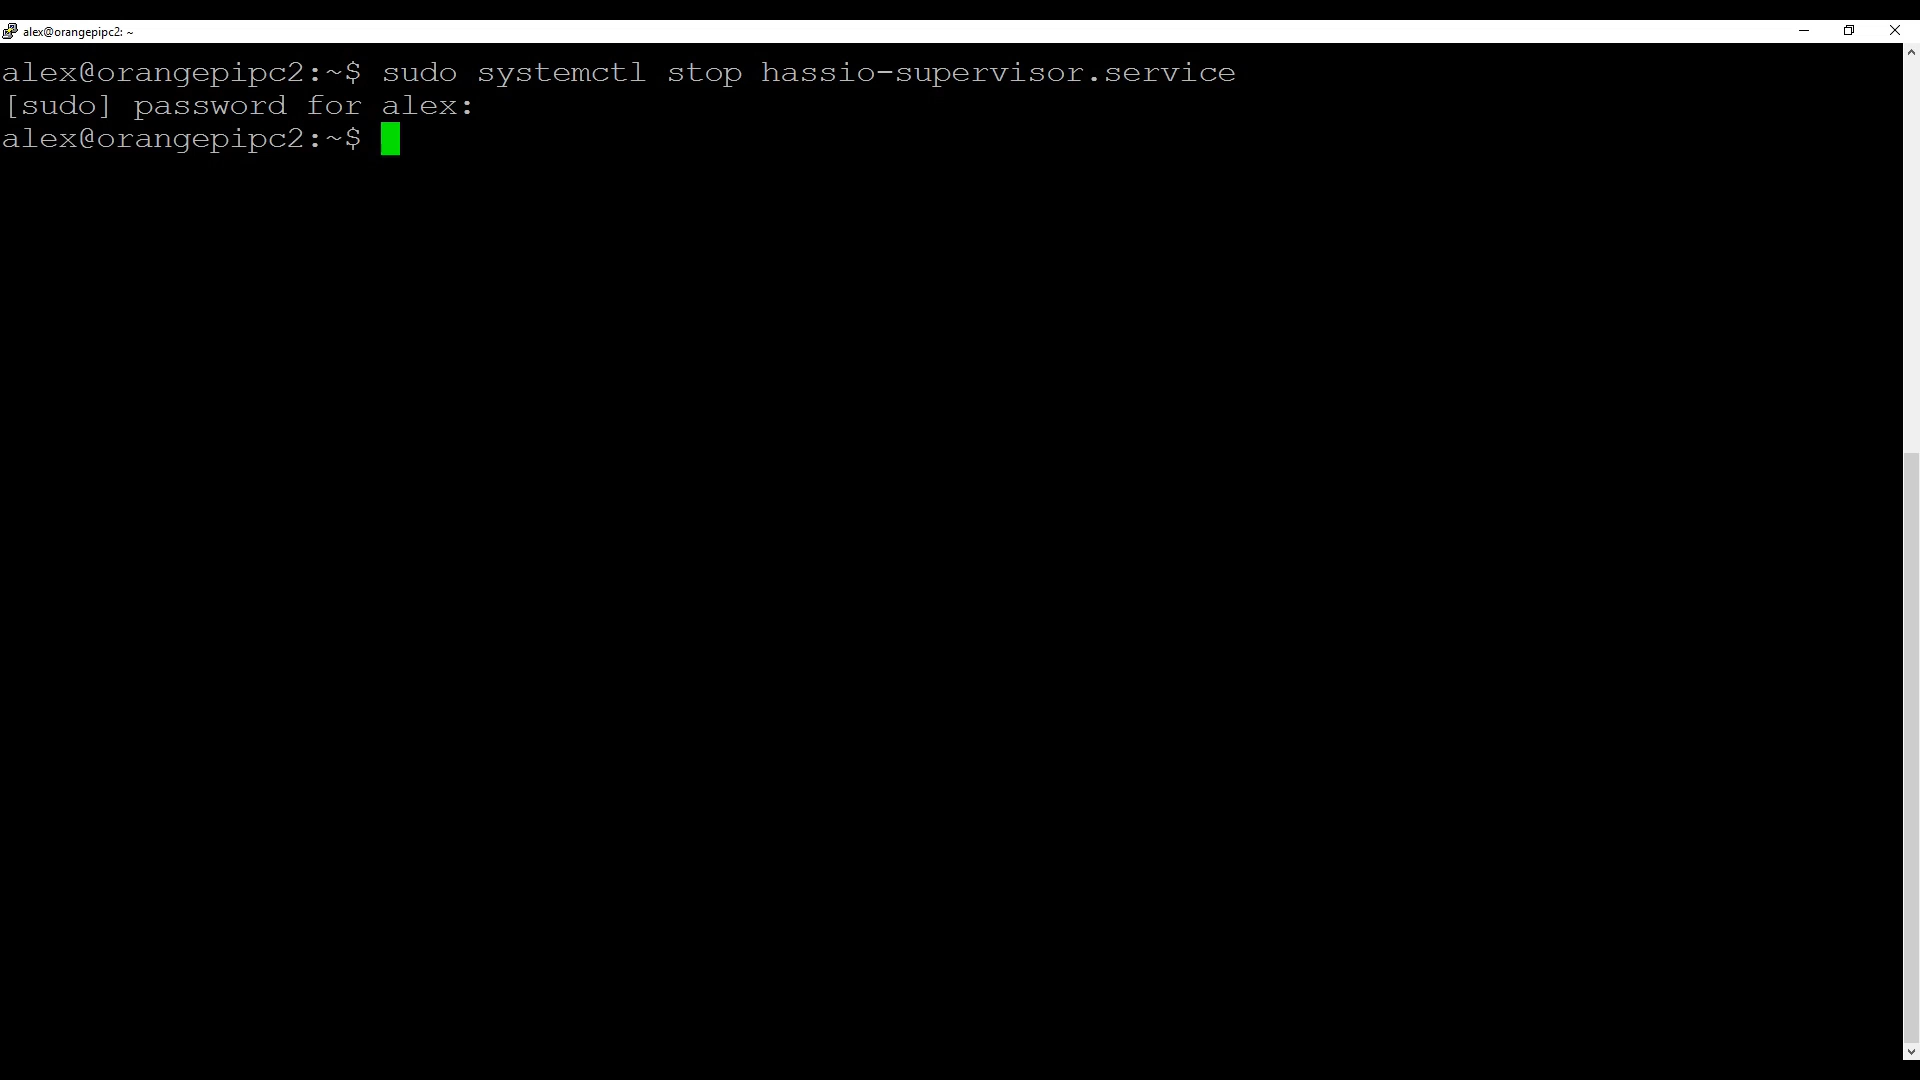 alex@orangepipc2: ~
alex@orangepipc2:~$ sudo systemctl stop hassio-supervisor.service
[sudo] password for alex:
alex@orangepipc2:~$